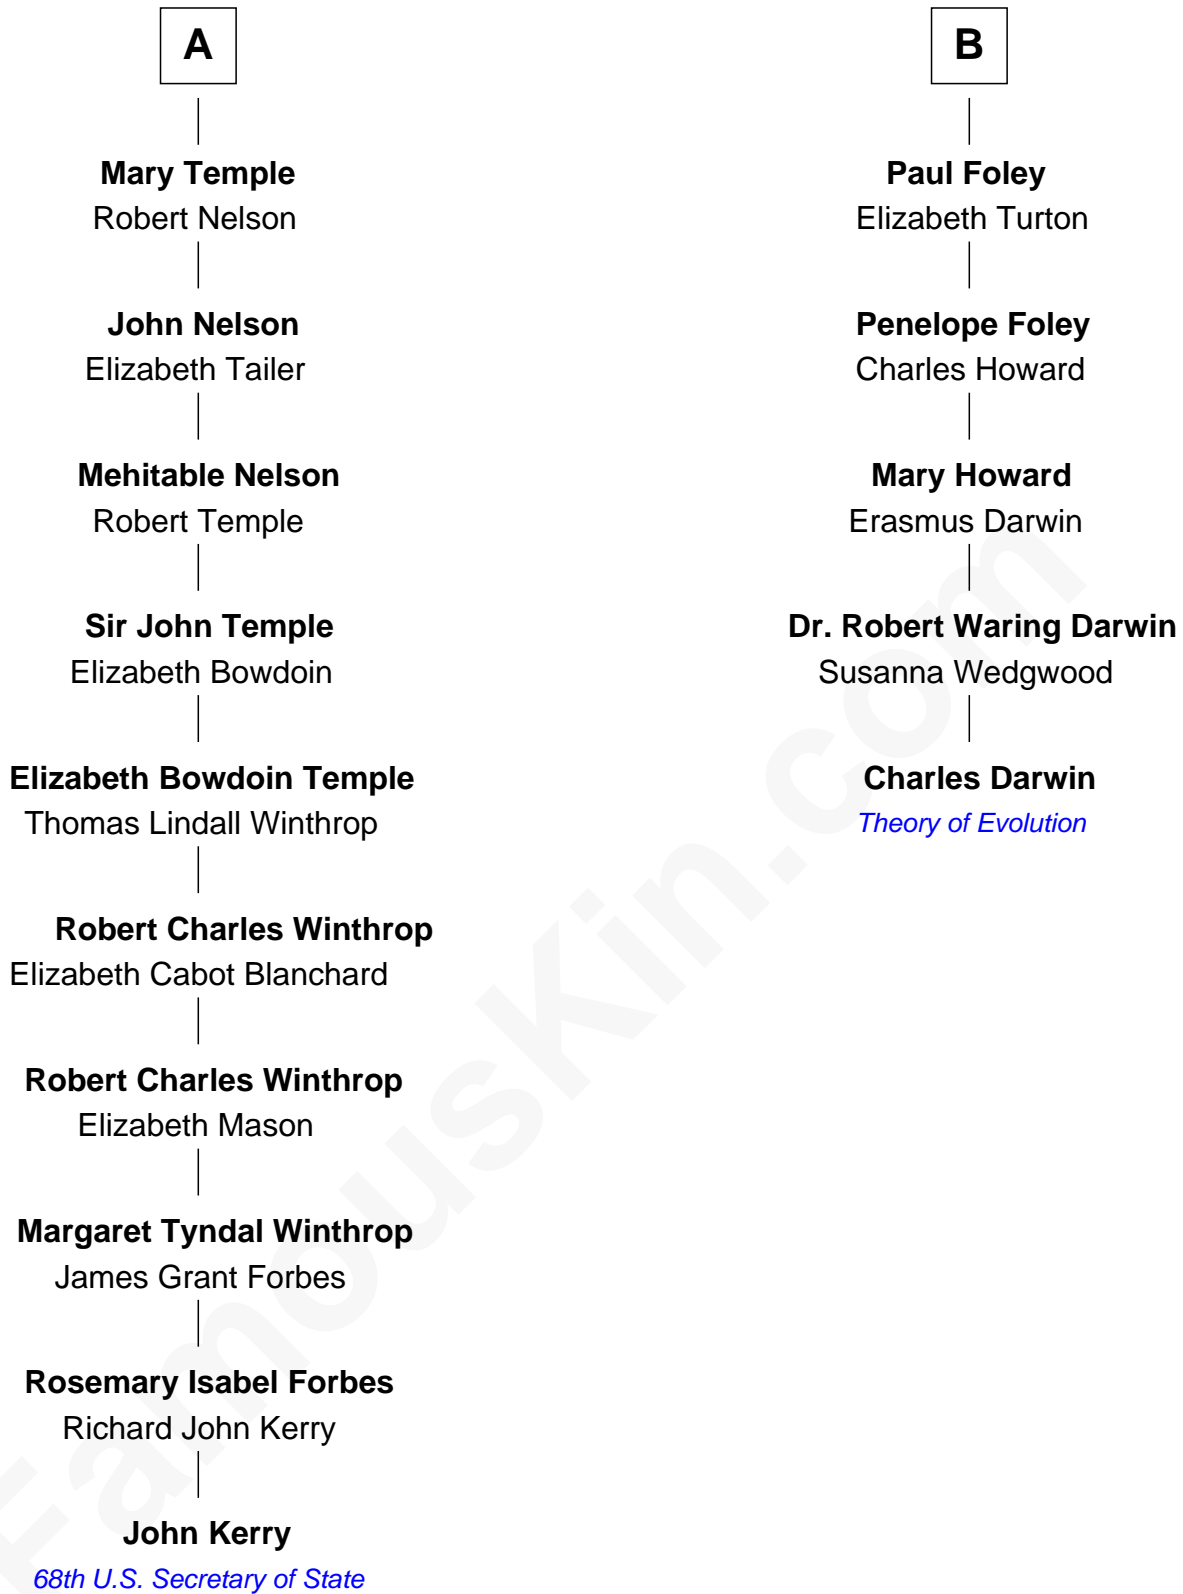 A
Mary Temple
Robert Nelson
John Nelson
Elizabeth Tailer
Mehitable Nelson
Robert Temple
Sir John Temple
Elizabeth Bowdoin
Elizabeth Bowdoin Temple
Thomas Lindall Winthrop
Robert Charles Winthrop
Elizabeth Cabot Blanchard
Robert Charles Winthrop
Elizabeth Mason
Margaret Tyndal Winthrop
James Grant Forbes
Rosemary Isabel Forbes
Richard John Kerry
John Kerry
68th U.S. Secretary of State
B
Paul Foley
Elizabeth Turton
Penelope Foley
Charles Howard
Mary Howard
Erasmus Darwin
Dr. Robert Waring Darwin
Susanna Wedgwood
Charles Darwin
Theory of Evolution
FamousKin.com